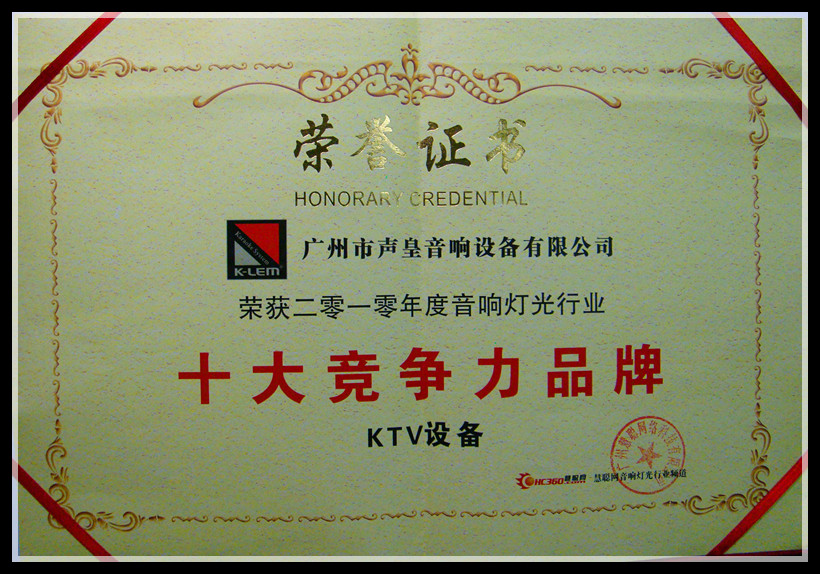 荣誉证书
HONORARY CREDENTIAL
Karaoke System
K-LEM
广州市声皇音响设备有限公司
荣获二零一零年度音响灯光行业
十大竞争力品牌
KTV设备
HC360慧聪网·慧聪网音响灯光行业频道